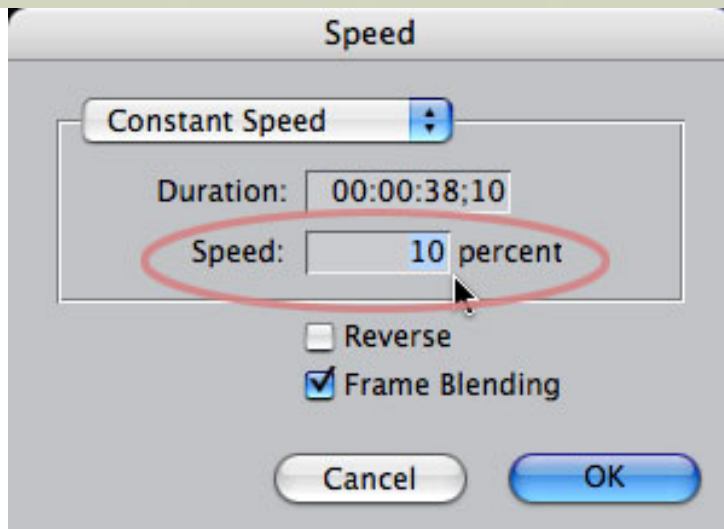 Speed
Constant Speed
Duration: 00:00:38;10
Speed: 10 percent
Reverse
Frame Blending
Cancel OK